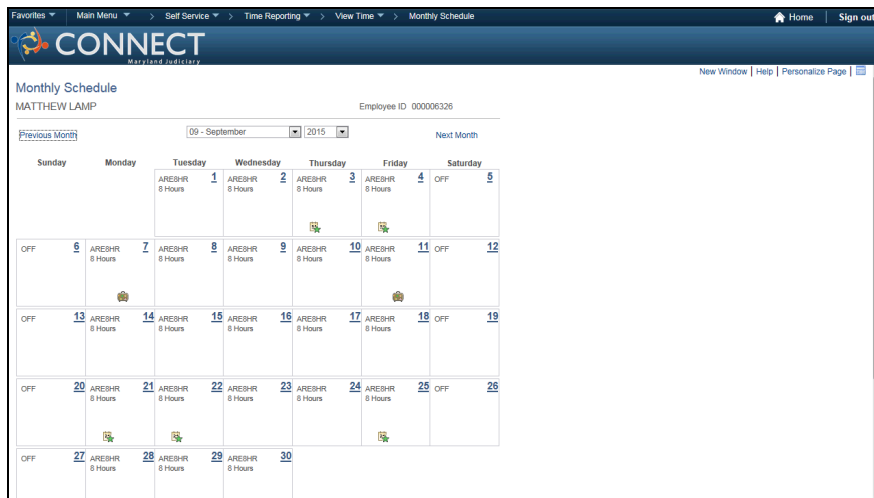 Favorites Main Menu > Self Service > Time Reporting > View Time > Monthly Schedule Home Sign out
CONNECT
Maryland Judiciary
New Window | Help | Personalize Page |
Monthly Schedule
MATTHEW LAMP Employee ID 000006326
Previous Month 09 - September 2015 Next Month
Sunday Monday Tuesday Wednesday Thursday Friday Saturday
ARE8HR 1 ARE8HR 2 ARE8HR 3 ARE8HR 4 OFF 5
8 Hours 8 Hours 8 Hours 8 Hours
OFF 6 ARE8HR 7 ARE8HR 8 ARE8HR 9 ARE8HR 10 ARE8HR 11 OFF 12
8 Hours 8 Hours 8 Hours 8 Hours 8 Hours
OFF 13 ARE8HR 14 ARE8HR 15 ARE8HR 16 ARE8HR 17 ARE8HR 18 OFF 19
8 Hours 8 Hours 8 Hours 8 Hours 8 Hours
OFF 20 ARE8HR 21 ARE8HR 22 ARE8HR 23 ARE8HR 24 ARE8HR 25 OFF 26
8 Hours 8 Hours 8 Hours 8 Hours 8 Hours
OFF 27 ARE8HR 28 ARE8HR 29 ARE8HR 30
8 Hours 8 Hours 8 Hours